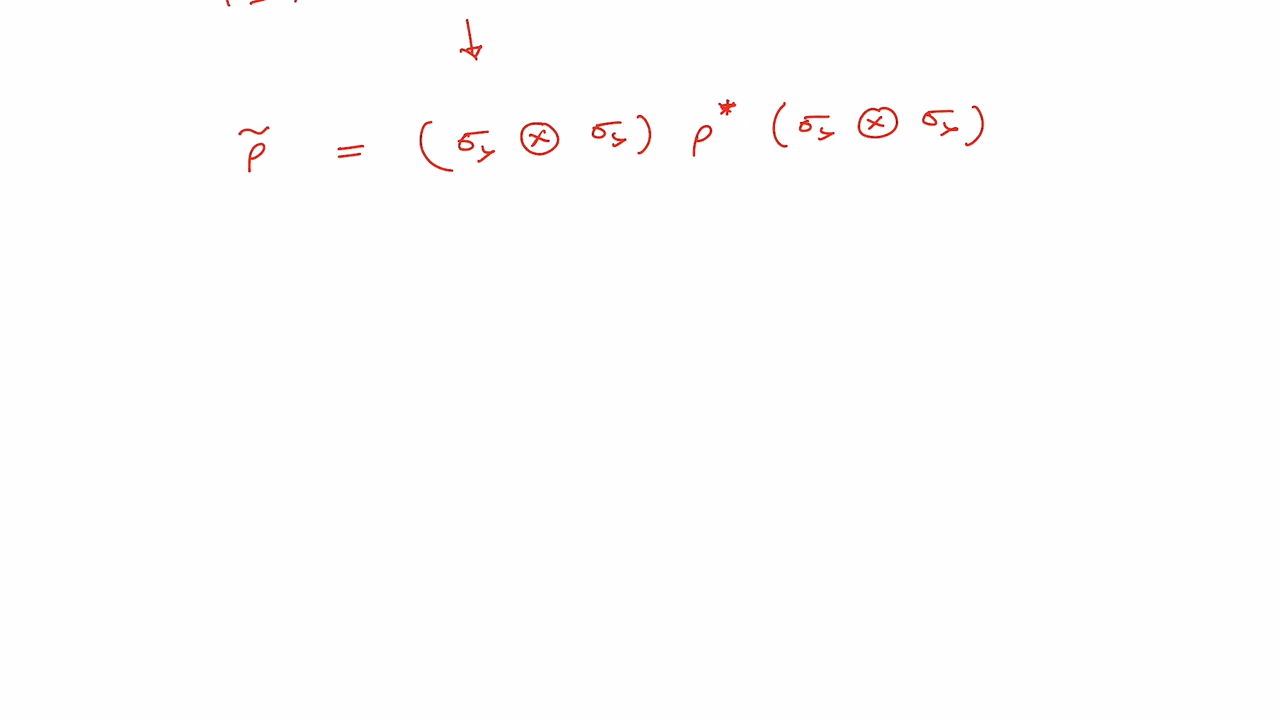 ρ̃ = (σ_y ⊗ σ_y) ρ* (σ_y ⊗ σ_y)